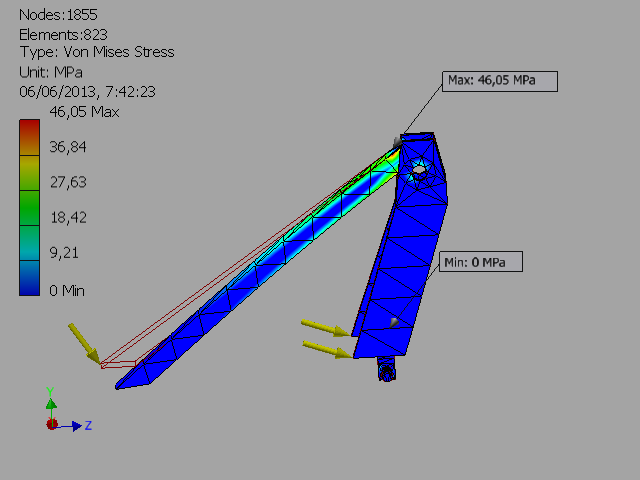 Nodes:1855
Elements:823
Type: Von Mises Stress
Unit: MPa
06/06/2013, 7:42:23
46,05 Max
36,84
27,63
18,42
9,21
0 Min
Max: 46,05 MPa
Min: 0 MPa
Y
Z